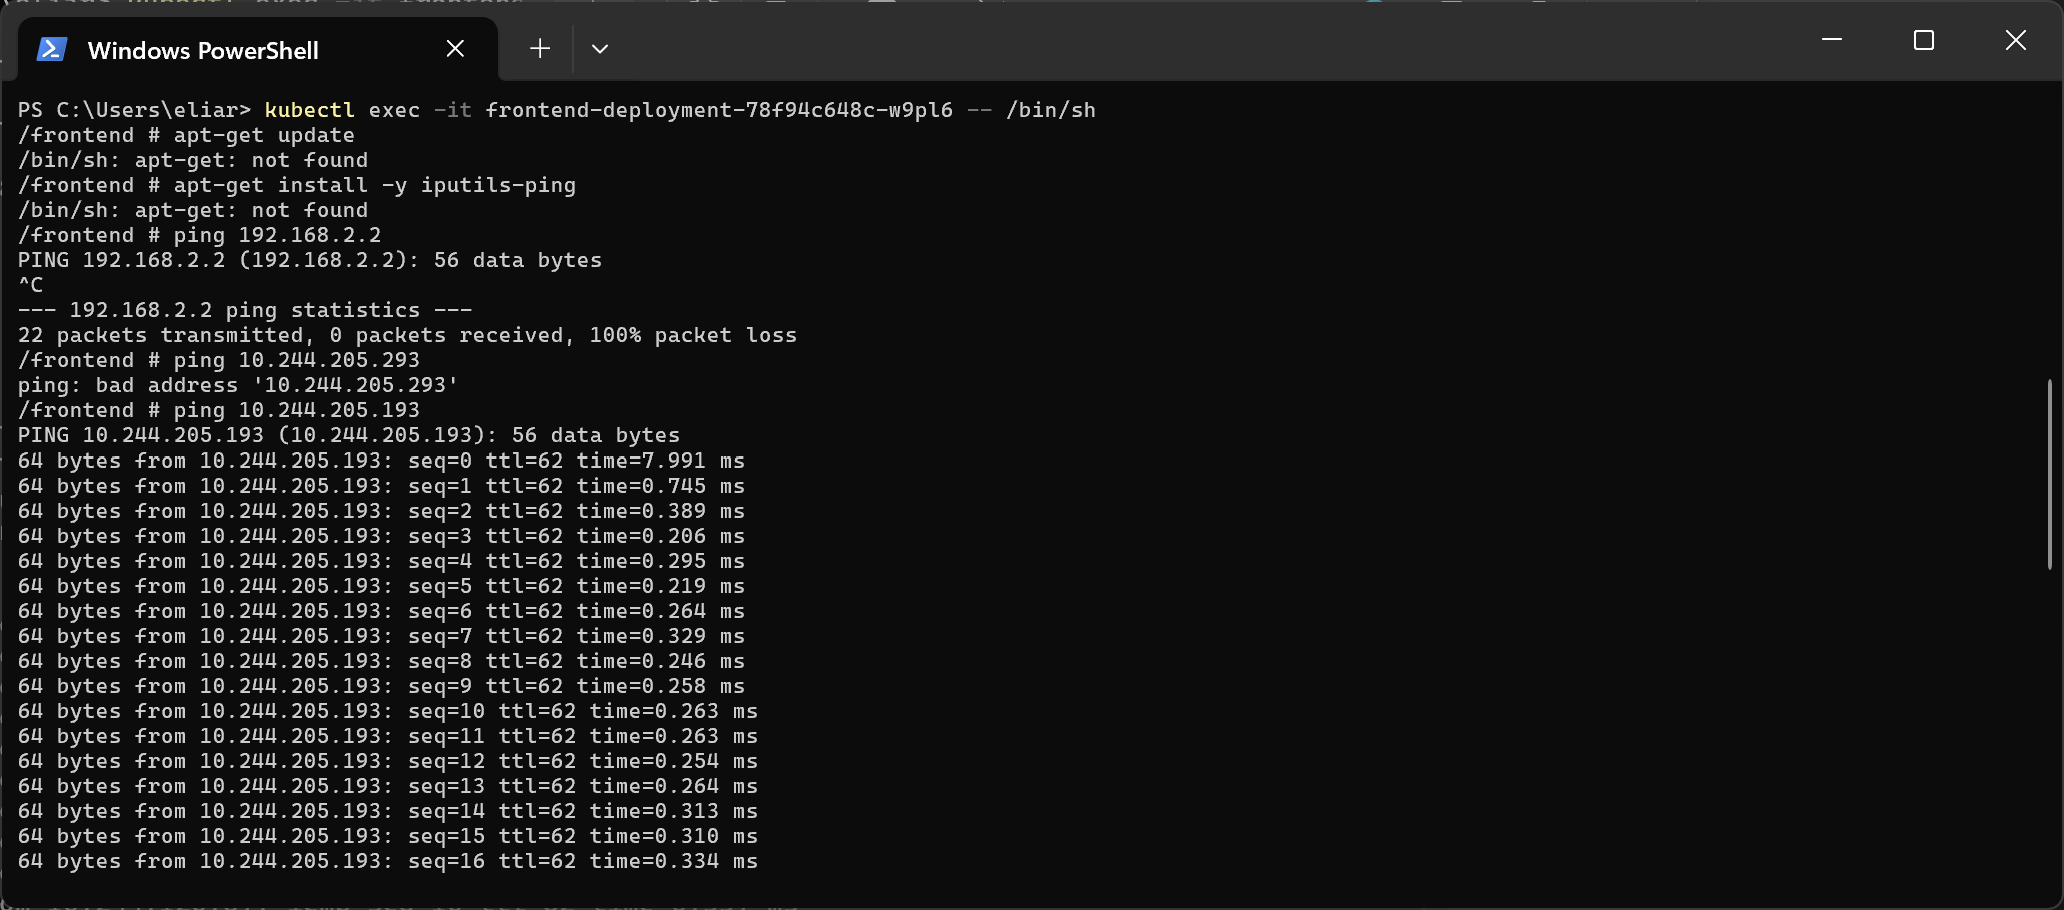 Windows PowerShell
PS C:\Users\eliar> kubectl exec -it frontend-deployment-78f94c648c-w9pl6 -- /bin/sh
/frontend # apt-get update
/bin/sh: apt-get: not found
/frontend # apt-get install -y iputils-ping
/bin/sh: apt-get: not found
/frontend # ping 192.168.2.2
PING 192.168.2.2 (192.168.2.2): 56 data bytes
^C
--- 192.168.2.2 ping statistics ---
22 packets transmitted, 0 packets received, 100% packet loss
/frontend # ping 10.244.205.293
ping: bad address '10.244.205.293'
/frontend # ping 10.244.205.193
PING 10.244.205.193 (10.244.205.193): 56 data bytes
64 bytes from 10.244.205.193: seq=0 ttl=62 time=7.991 ms
64 bytes from 10.244.205.193: seq=1 ttl=62 time=0.745 ms
64 bytes from 10.244.205.193: seq=2 ttl=62 time=0.389 ms
64 bytes from 10.244.205.193: seq=3 ttl=62 time=0.206 ms
64 bytes from 10.244.205.193: seq=4 ttl=62 time=0.295 ms
64 bytes from 10.244.205.193: seq=5 ttl=62 time=0.219 ms
64 bytes from 10.244.205.193: seq=6 ttl=62 time=0.264 ms
64 bytes from 10.244.205.193: seq=7 ttl=62 time=0.329 ms
64 bytes from 10.244.205.193: seq=8 ttl=62 time=0.246 ms
64 bytes from 10.244.205.193: seq=9 ttl=62 time=0.258 ms
64 bytes from 10.244.205.193: seq=10 ttl=62 time=0.263 ms
64 bytes from 10.244.205.193: seq=11 ttl=62 time=0.263 ms
64 bytes from 10.244.205.193: seq=12 ttl=62 time=0.254 ms
64 bytes from 10.244.205.193: seq=13 ttl=62 time=0.264 ms
64 bytes from 10.244.205.193: seq=14 ttl=62 time=0.313 ms
64 bytes from 10.244.205.193: seq=15 ttl=62 time=0.310 ms
64 bytes from 10.244.205.193: seq=16 ttl=62 time=0.334 ms